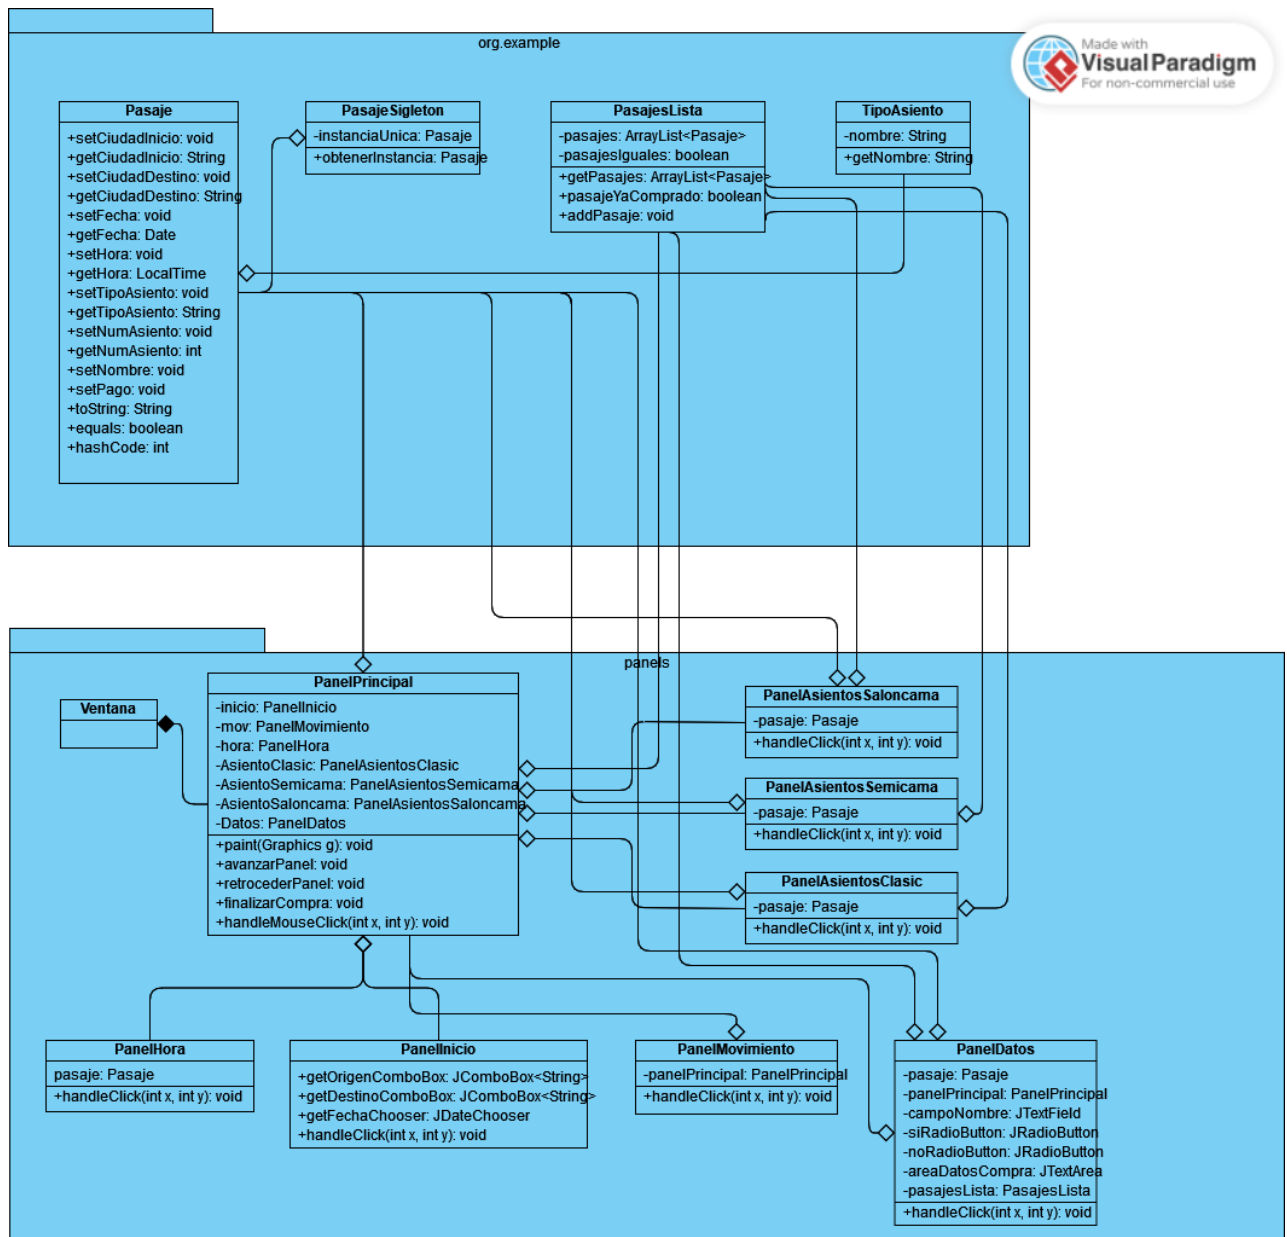 org.example
Made with
VisualParadigm
For non-commercial use
Pasaje
+setCiudadInicio: void
+getCiudadInicio: String
+setCiudadDestino: void
+getCiudadDestino: String
+setFecha: void
+getFecha: Date
+setHora: void
+getHora: LocalTime
+setTipoAsiento: void
+getTipoAsiento: String
+setNumAsiento: void
+getNumAsiento: int
+setNombre: void
+setPago: void
+toString: String
+equals: boolean
+hashCode: int
PasajeSigleton
-instanciaUnica: Pasaje
+obtenerInstancia: Pasaje
PasajesLista
-pasajes: ArrayList<Pasaje>
-pasajesIguales: boolean
+getPasajes: ArrayList<Pasaje>
+pasajeYaComprado: boolean
+addPasaje: void
TipoAsiento
-nombre: String
+getNombre: String
panels
Ventana
PanelPrincipal
-inicio: PanelInicio
-mov: PanelMovimiento
-hora: PanelHora
-AsientoClasic: PanelAsientosClasic
-AsientoSemicama: PanelAsientosSemicama
-AsientoSaloncama: PanelAsientosSaloncama
-Datos: PanelDatos
+paint(Graphics g): void
+avanzarPanel: void
+retrocederPanel: void
+finalizarCompra: void
+handleMouseClick(int x, int y): void
PanelAsientosSaloncama
-pasaje: Pasaje
+handleClick(int x, int y): void
PanelAsientosSemicama
-pasaje: Pasaje
+handleClick(int x, int y): void
PanelAsientosClasic
-pasaje: Pasaje
+handleClick(int x, int y): void
PanelHora
pasaje: Pasaje
+handleClick(int x, int y): void
PanelInicio
+getOrigenComboBox: JComboBox<String>
+getDestinoComboBox: JComboBox<String>
+getFechaChooser: JDateChooser
+handleClick(int x, int y): void
PanelMovimiento
-panelPrincipal: PanelPrincipal
+handleClick(int x, int y): void
PanelDatos
-pasaje: Pasaje
-panelPrincipal: PanelPrincipal
-campoNombre: JTextField
-siRadioButton: JRadioButton
-noRadioButton: JRadioButton
-areaDatosCompra: JTextArea
-pasajesLista: PasajesLista
+handleClick(int x, int y): void